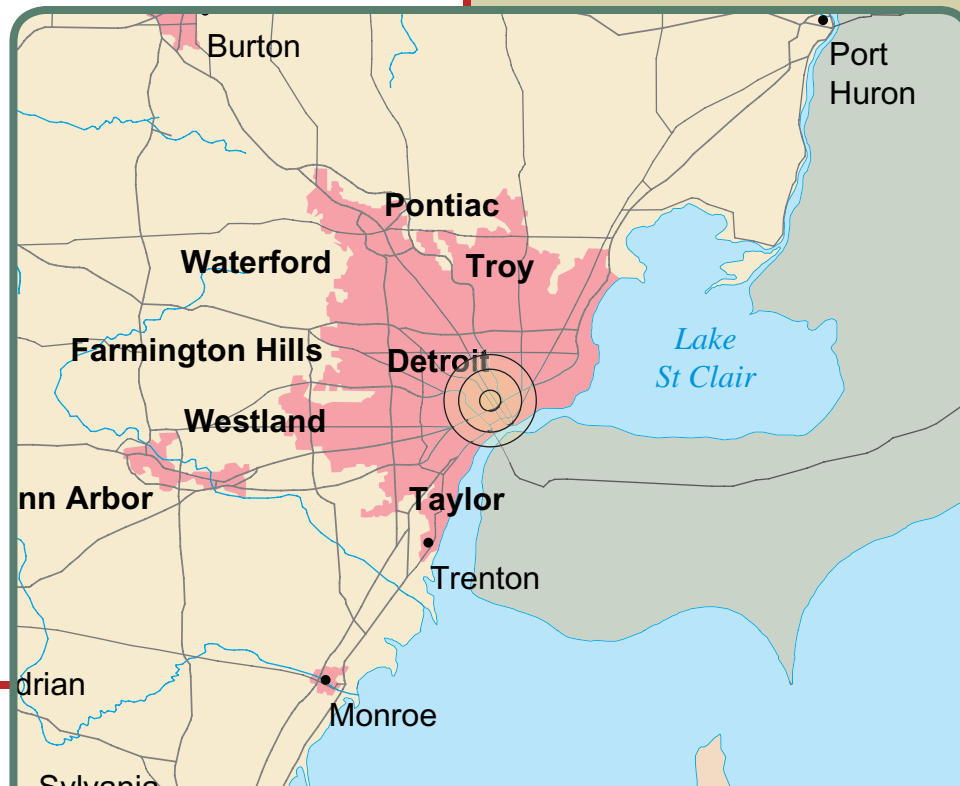 Burton
Port
Huron
Pontiac
Waterford
Troy
Lake
St Clair
Farmington Hills
Detroit
Westland
nn Arbor
Taylor
Trenton
drian
Monroe
Sylvania